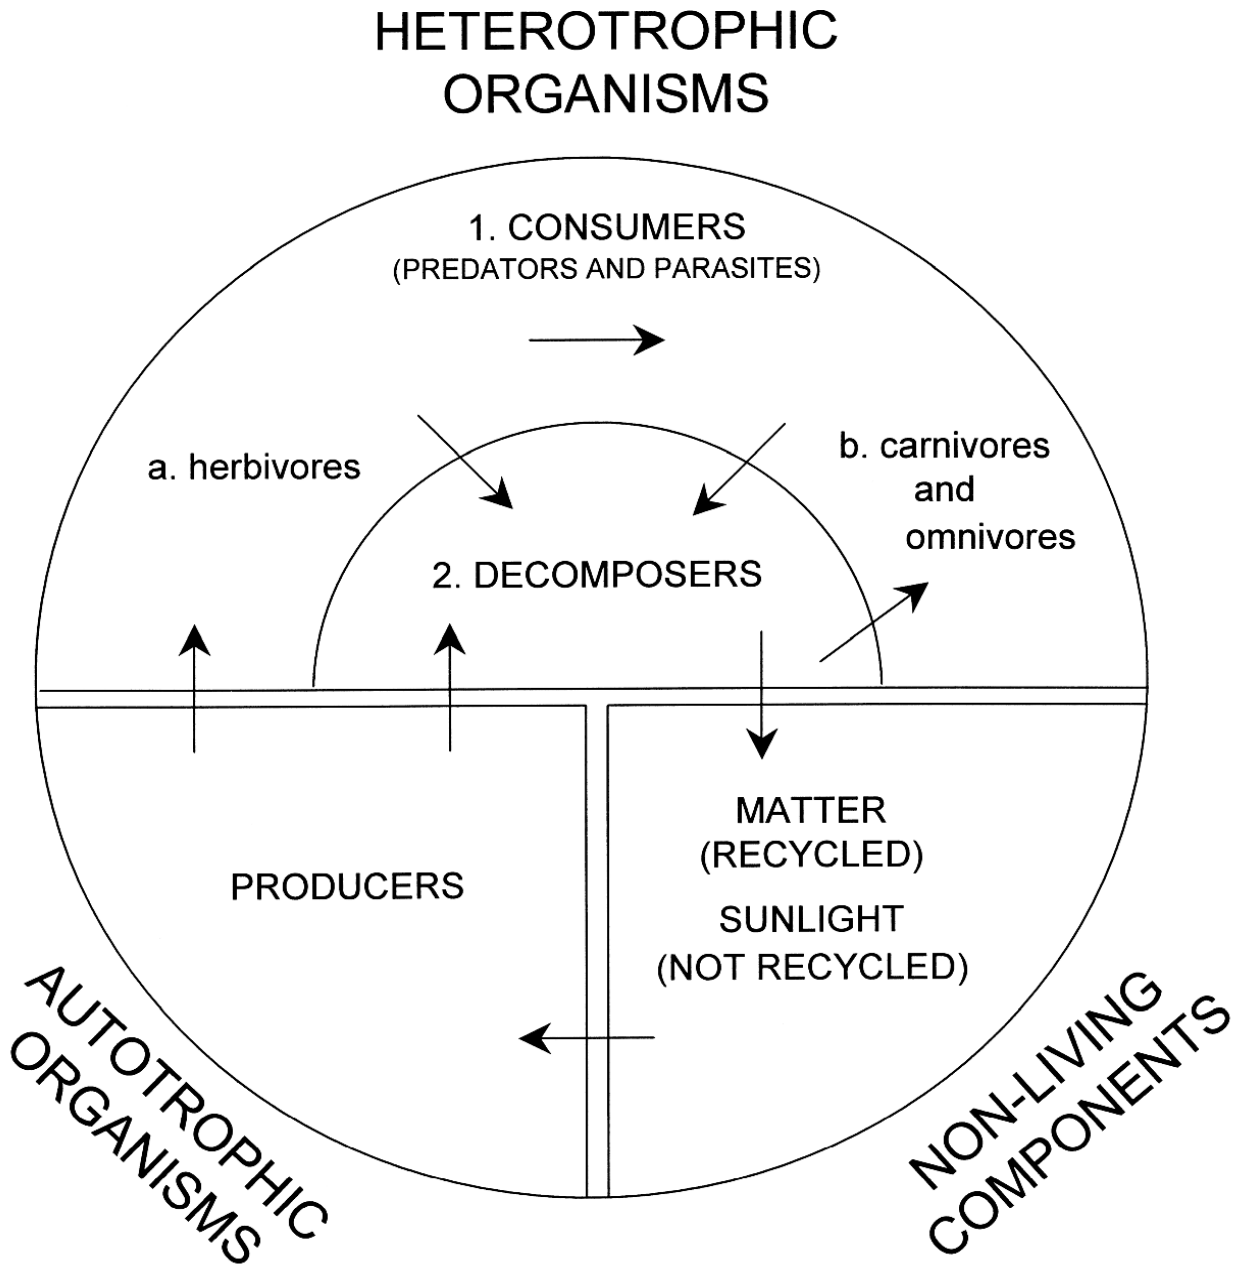 HETEROTROPHIC
ORGANISMS
1. CONSUMERS
(PREDATORS AND PARASITES)
a. herbivores
b. carnivores
and
omnivores
2. DECOMPOSERS
PRODUCERS
MATTER
(RECYCLED)
SUNLIGHT
(NOT RECYCLED)
AUTOTROPHIC
ORGANISMS
NON-LIVING
COMPONENTS